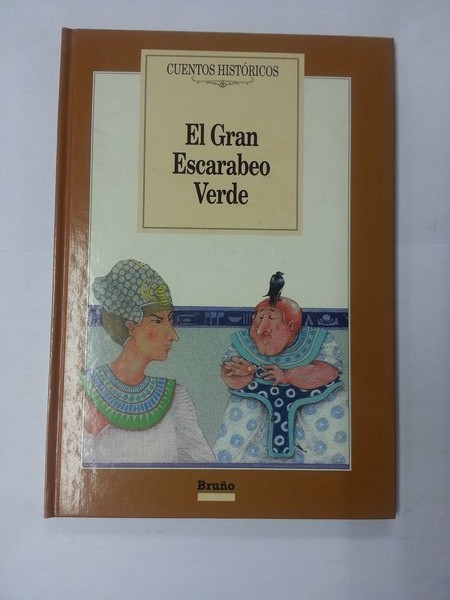 CUENTOS HISTÓRICOS
El Gran
Escarabeo
Verde
Bruño